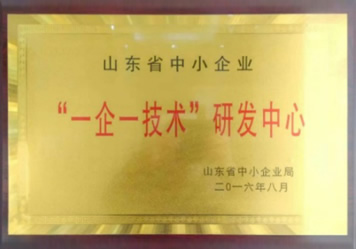 山东省中小企业
“一企一技术”研发中心
山东省中小企业局
二〇一六年八月